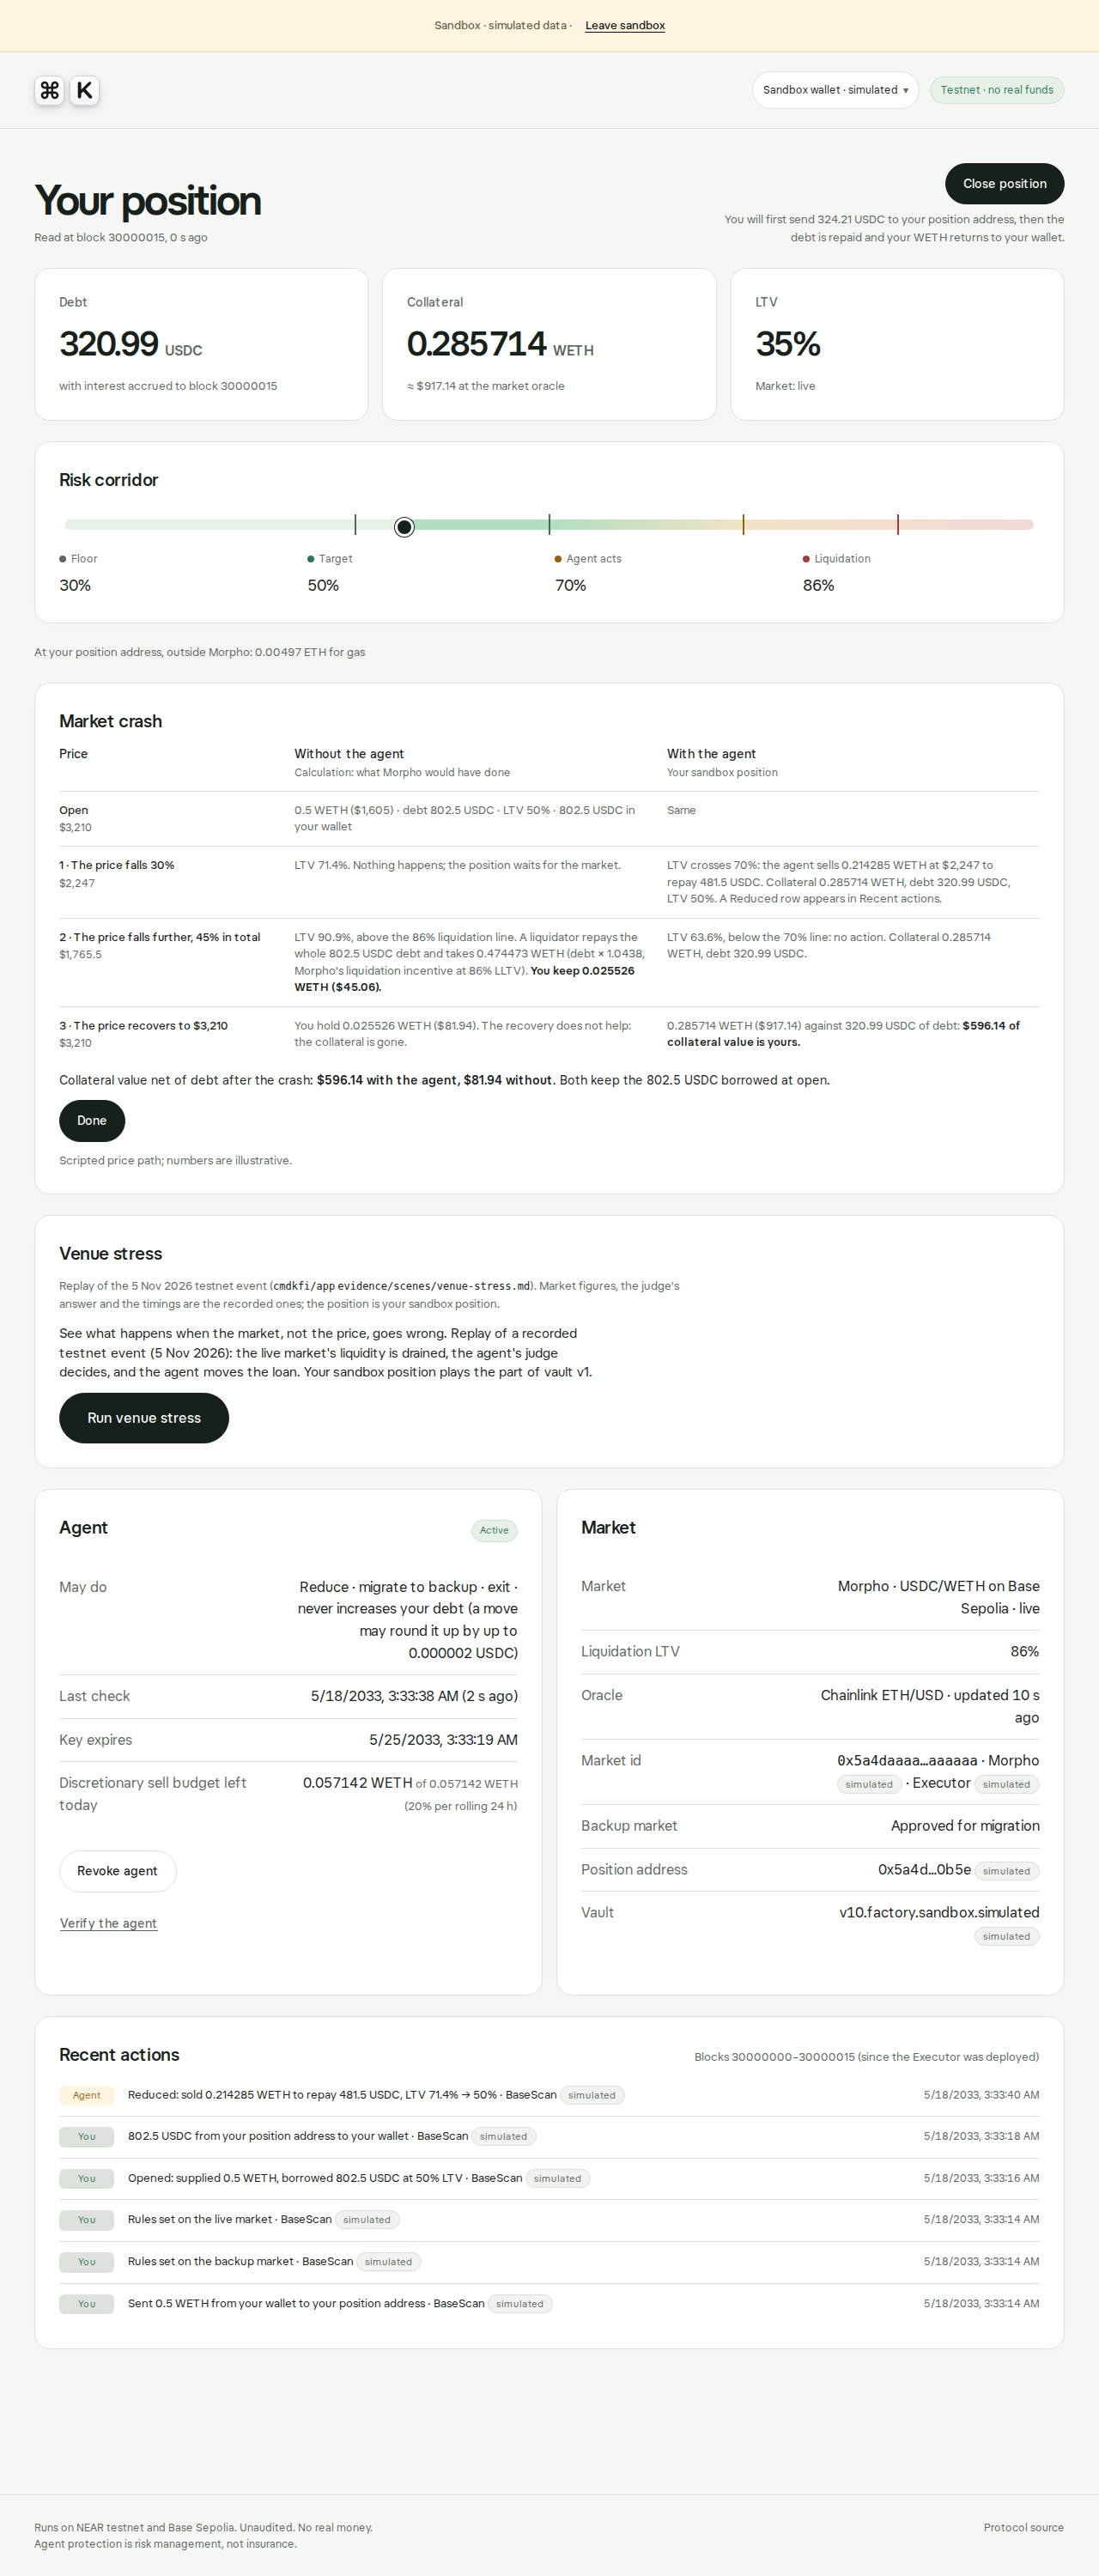 Sandbox · simulated data · Leave sandbox
⌘ K
Sandbox wallet · simulated ▾
Testnet · no real funds
Your position
Read at block 30000015, 0 s ago
Close position
You will first send 324.21 USDC to your position address, then the
debt is repaid and your WETH returns to your wallet.
Debt
320.99 USDC
with interest accrued to block 30000015
Collateral
0.285714 WETH
≈ $917.14 at the market oracle
LTV
35%
Market: live
Risk corridor
Floor
30%
Target
50%
Agent acts
70%
Liquidation
86%
At your position address, outside Morpho: 0.00497 ETH for gas
Market crash
Price
Without the agent
Calculation: what Morpho would have done
With the agent
Your sandbox position
Open
$3,210
0.5 WETH ($1,605) · debt 802.5 USDC · LTV 50% · 802.5 USDC in
your wallet
Same
1 · The price falls 30%
$2,247
LTV 71.4%. Nothing happens; the position waits for the market.
LTV crosses 70%: the agent sells 0.214285 WETH at $2,247 to
repay 481.5 USDC. Collateral 0.285714 WETH, debt 320.99 USDC,
LTV 50%. A Reduced row appears in Recent actions.
2 · The price falls further, 45% in total
$1,765.5
LTV 90.9%, above the 86% liquidation line. A liquidator repays the
whole 802.5 USDC debt and takes 0.474473 WETH (debt × 1.0438,
Morpho's liquidation incentive at 86% LLTV). You keep 0.025526
WETH ($45.06).
LTV 63.6%, below the 70% line: no action. Collateral 0.285714
WETH, debt 320.99 USDC.
3 · The price recovers to $3,210
$3,210
You hold 0.025526 WETH ($81.94). The recovery does not help:
the collateral is gone.
0.285714 WETH ($917.14) against 320.99 USDC of debt: $596.14 of
collateral value is yours.
Collateral value net of debt after the crash: $596.14 with the agent, $81.94 without. Both keep the 802.5 USDC borrowed at open.
Done
Scripted price path; numbers are illustrative.
Venue stress
Replay of the 5 Nov 2026 testnet event (cmdkfi/app evidence/scenes/venue-stress.md). Market figures, the judge's
answer and the timings are the recorded ones; the position is your sandbox position.
See what happens when the market, not the price, goes wrong. Replay of a recorded
testnet event (5 Nov 2026): the live market's liquidity is drained, the agent's judge
decides, and the agent moves the loan. Your sandbox position plays the part of vault v1.
Run venue stress
Agent
Active
May do
Reduce · migrate to backup · exit ·
never increases your debt (a move
may round it up by up to
0.000002 USDC)
Last check
5/18/2033, 3:33:38 AM (2 s ago)
Key expires
5/25/2033, 3:33:19 AM
Discretionary sell budget left
today
0.057142 WETH of 0.057142 WETH
(20% per rolling 24 h)
Revoke agent
Verify the agent
Market
Market
Morpho · USDC/WETH on Base
Sepolia · live
Liquidation LTV
86%
Oracle
Chainlink ETH/USD · updated 10 s
ago
Market id
0x5a4daaaa…aaaaaa · Morpho
simulated · Executor simulated
Backup market
Approved for migration
Position address
0x5a4d…0b5e simulated
Vault
v10.factory.sandbox.simulated
simulated
Recent actions
Blocks 30000000–30000015 (since the Executor was deployed)
Agent Reduced: sold 0.214285 WETH to repay 481.5 USDC, LTV 71.4% → 50% · BaseScan simulated 5/18/2033, 3:33:40 AM
You 802.5 USDC from your position address to your wallet · BaseScan simulated 5/18/2033, 3:33:18 AM
You Opened: supplied 0.5 WETH, borrowed 802.5 USDC at 50% LTV · BaseScan simulated 5/18/2033, 3:33:16 AM
You Rules set on the live market · BaseScan simulated 5/18/2033, 3:33:14 AM
You Rules set on the backup market · BaseScan simulated 5/18/2033, 3:33:14 AM
You Sent 0.5 WETH from your wallet to your position address · BaseScan simulated 5/18/2033, 3:33:14 AM
Runs on NEAR testnet and Base Sepolia. Unaudited. No real money.
Agent protection is risk management, not insurance.
Protocol source